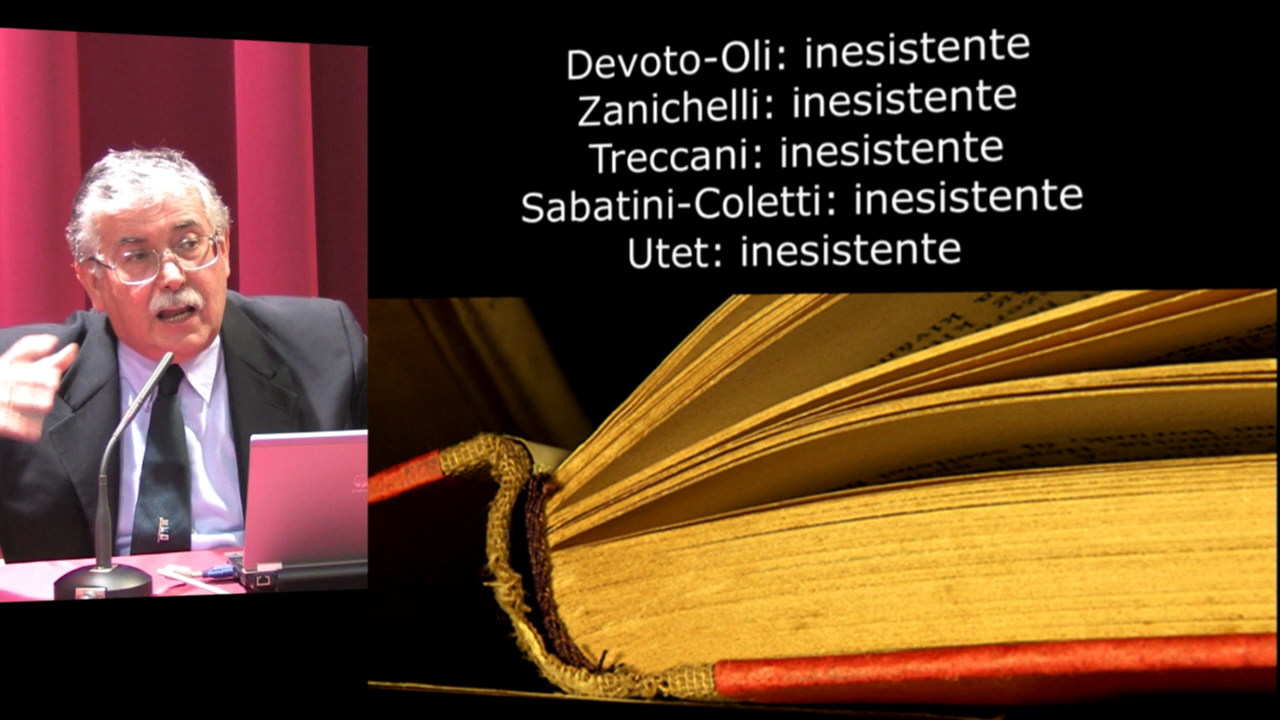 Devoto-Oli: inesistente
Zanichelli: inesistente
Treccani: inesistente
Sabatini-Coletti: inesistente
Utet: inesistente